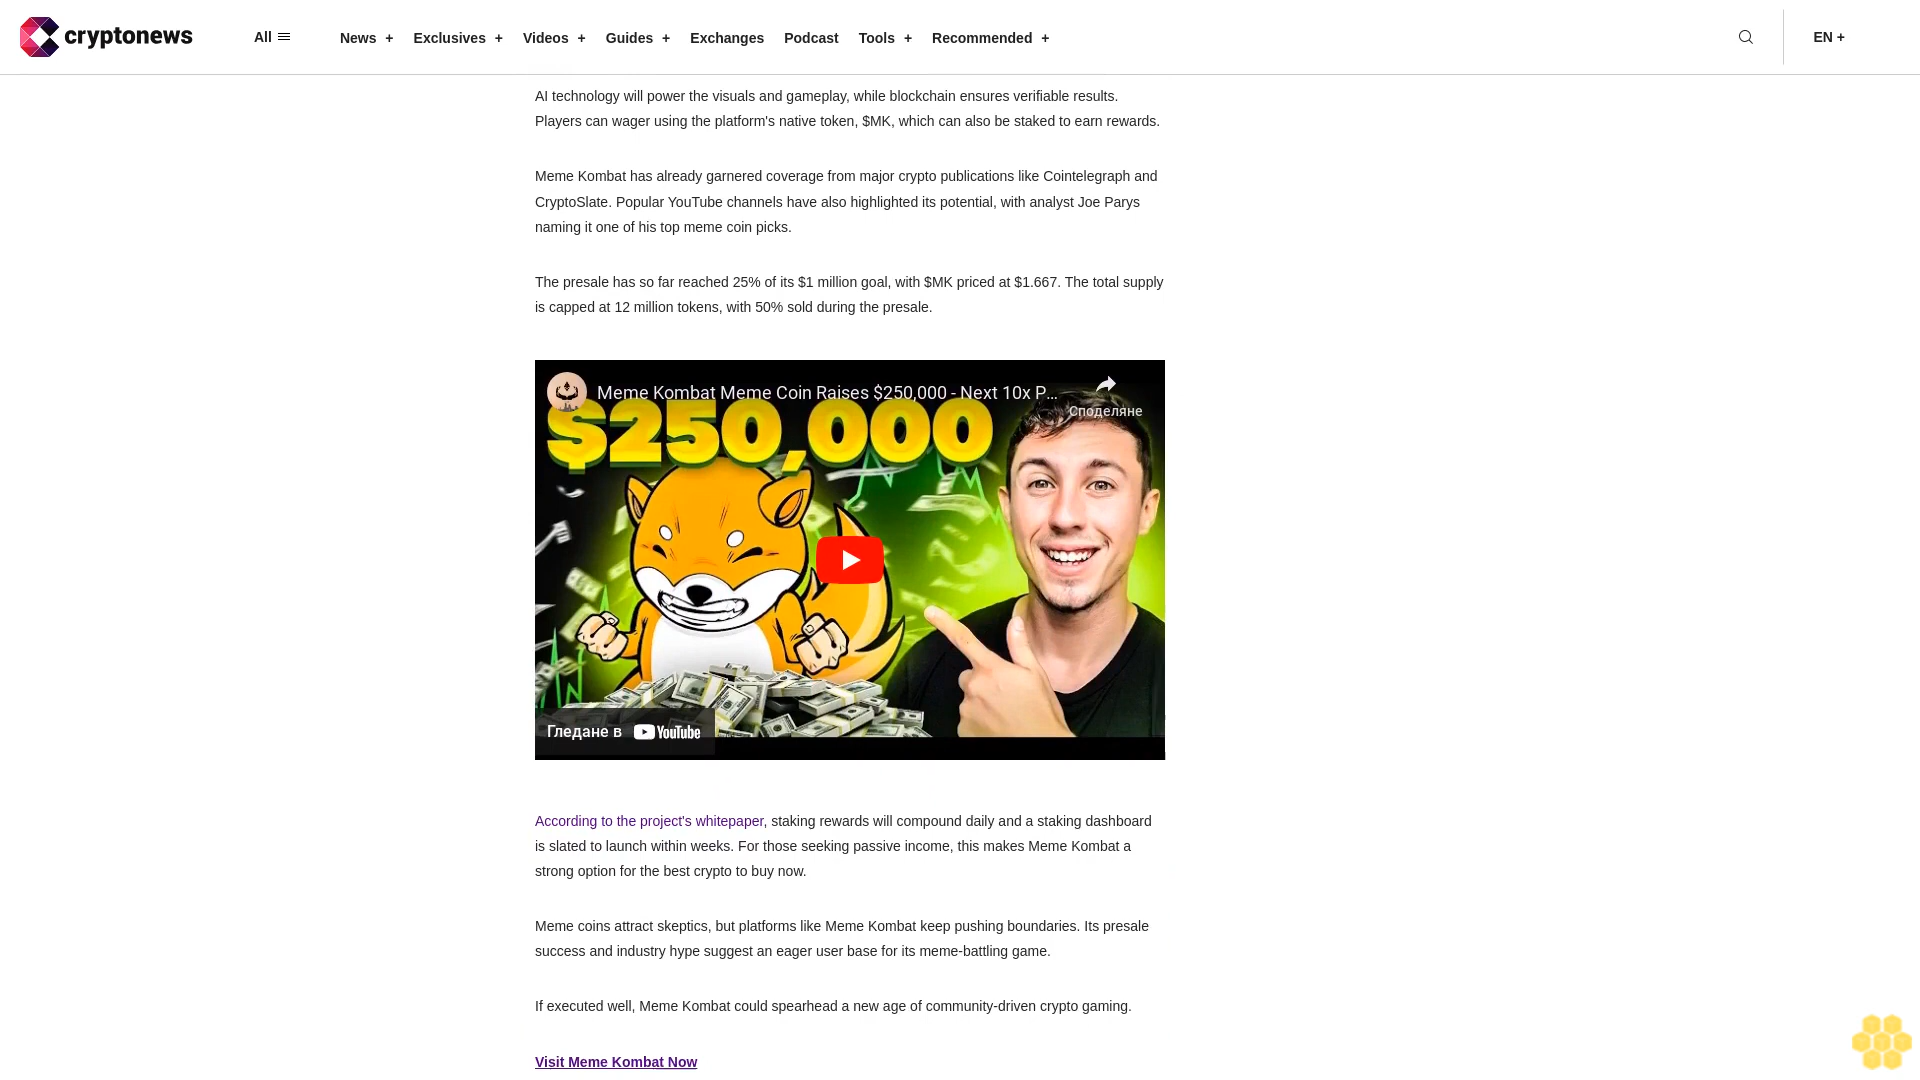 cryptonews
All
News +
Exclusives +
Videos +
Guides +
Exchanges
Podcast
Tools +
Recommended +
EN +
AI technology will power the visuals and gameplay, while blockchain ensures verifiable results.
Players can wager using the platform's native token, $MK, which can also be staked to earn rewards.
Meme Kombat has already garnered coverage from major crypto publications like Cointelegraph and
CryptoSlate. Popular YouTube channels have also highlighted its potential, with analyst Joe Parys
naming it one of his top meme coin picks.
The presale has so far reached 25% of its $1 million goal, with $MK priced at $1.667. The total supply
is capped at 12 million tokens, with 50% sold during the presale.
Meme Kombat Meme Coin Raises $250,000 - Next 10x P...
Споделяне
$250,000
Гледане в YouTube
According to the project's whitepaper, staking rewards will compound daily and a staking dashboard
is slated to launch within weeks. For those seeking passive income, this makes Meme Kombat a
strong option for the best crypto to buy now.
Meme coins attract skeptics, but platforms like Meme Kombat keep pushing boundaries. Its presale
success and industry hype suggest an eager user base for its meme-battling game.
If executed well, Meme Kombat could spearhead a new age of community-driven crypto gaming.
Visit Meme Kombat Now